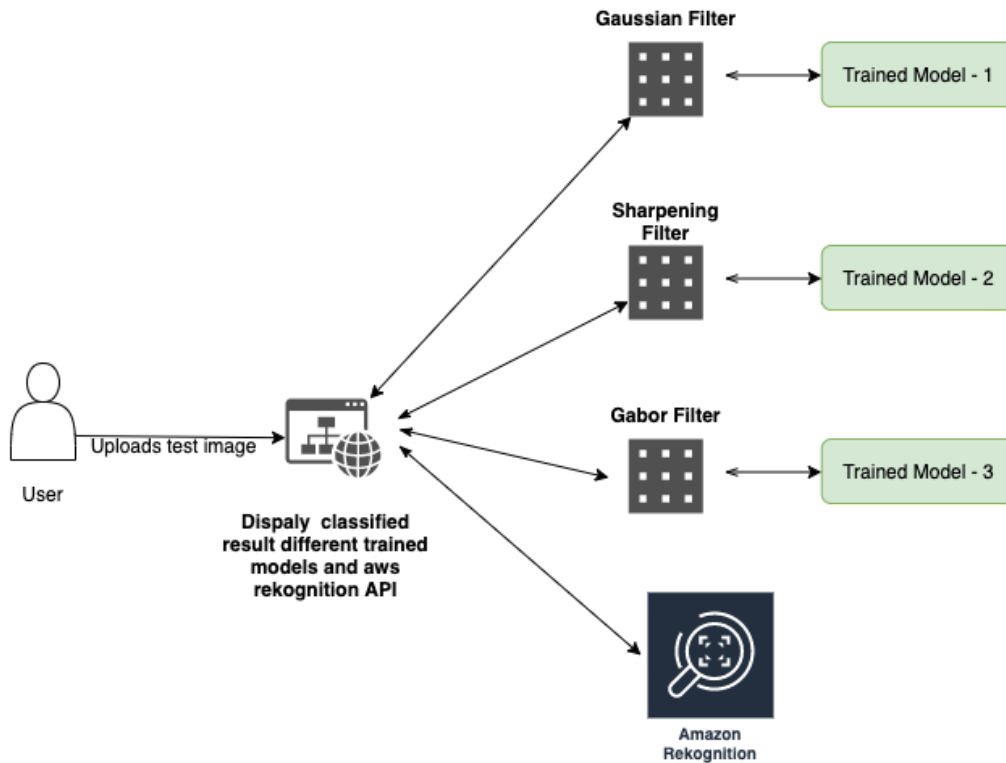 Gaussian Filter
Trained Model - 1
Sharpening
Filter
Trained Model - 2
Uploads test image
User
Dispaly classified
result different trained
models and aws
rekognition API
Gabor Filter
Trained Model - 3
Amazon
Rekognition